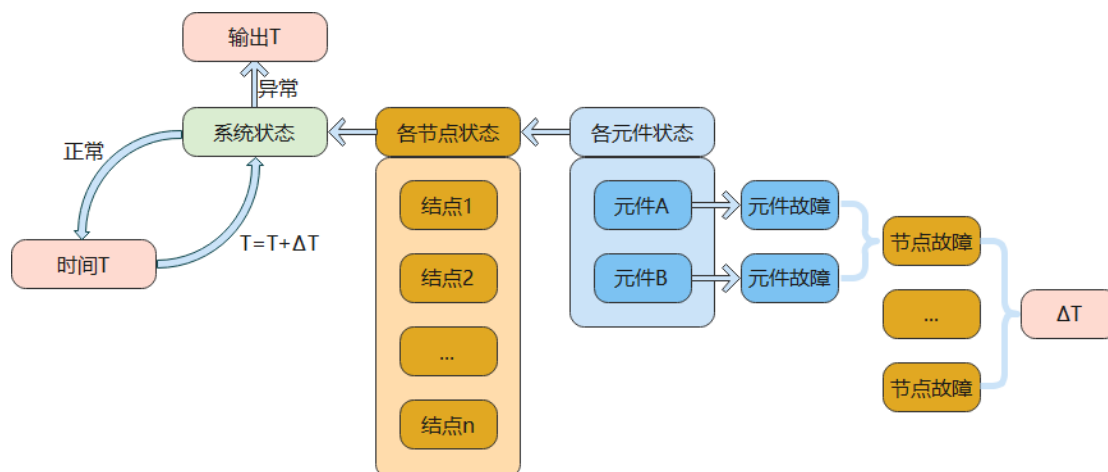 输出T
异常
系统状态
各节点状态
各元件状态
正常
T=T+ΔT
时间T
结点1
结点2
...
结点n
元件A
元件故障
元件B
元件故障
节点故障
...
节点故障
ΔT